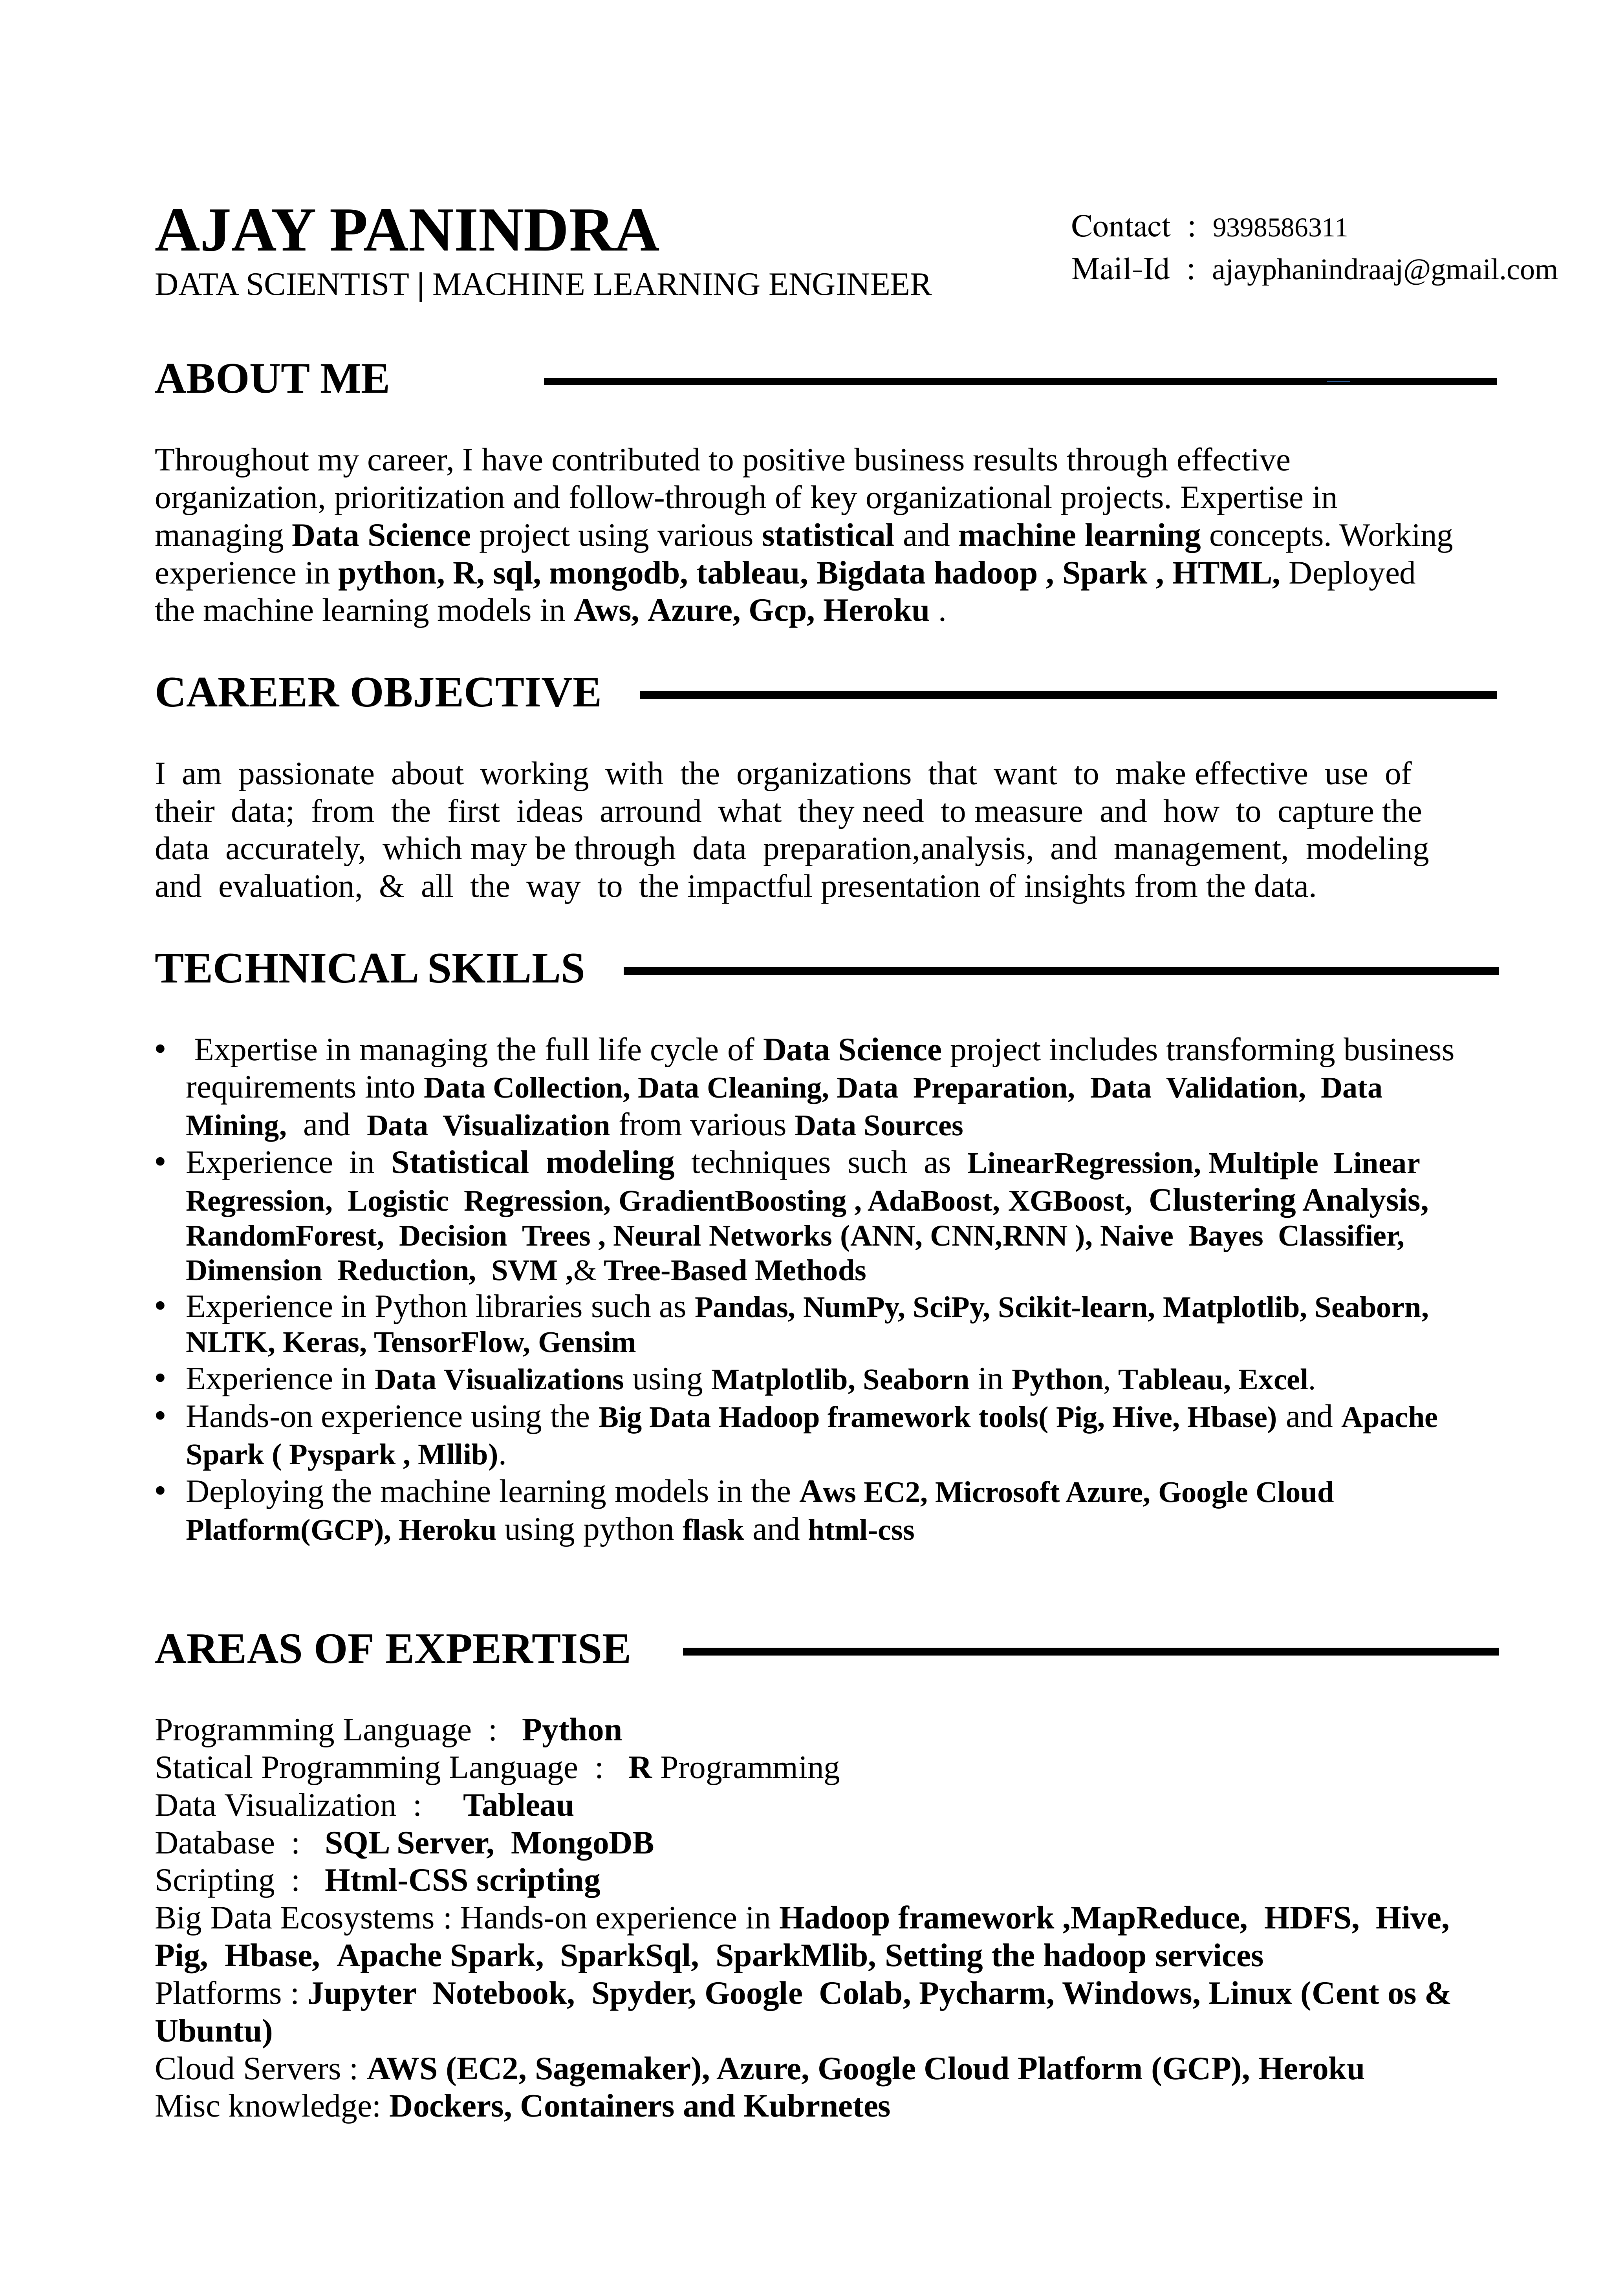 AJAY PANINDRA
DATA SCIENTIST | MACHINE LEARNING ENGINEER
Contact : 9398586311
Mail-Id : ajayphanindraaj@gmail.com
ABOUT ME
Throughout my career, I have contributed to positive business results through effective
organization, prioritization and follow-through of key organizational projects. Expertise in
managing Data Science project using various statistical and machine learning concepts. Working
experience in python, R, sql, mongodb, tableau, Bigdata hadoop , Spark , HTML, Deployed
the machine learning models in Aws, Azure, Gcp, Heroku .
CAREER OBJECTIVE
I am passionate about working with the organizations that want to make effective use of
their data; from the first ideas arround what they need to measure and how to capture the
data accurately, which may be through data preparation,analysis, and management, modeling
and evaluation, & all the way to the impactful presentation of insights from the data.
TECHNICAL SKILLS
• Expertise in managing the full life cycle of Data Science project includes transforming business
requirements into Data Collection, Data Cleaning, Data Preparation, Data Validation, Data
Mining, and Data Visualization from various Data Sources
• Experience in Statistical modeling techniques such as LinearRegression, Multiple Linear
Regression, Logistic Regression, GradientBoosting , AdaBoost, XGBoost, Clustering Analysis,
RandomForest, Decision Trees , Neural Networks (ANN, CNN,RNN ), Naive Bayes Classifier,
Dimension Reduction, SVM ,& Tree-Based Methods
• Experience in Python libraries such as Pandas, NumPy, SciPy, Scikit-learn, Matplotlib, Seaborn,
NLTK, Keras, TensorFlow, Gensim
• Experience in Data Visualizations using Matplotlib, Seaborn in Python, Tableau, Excel.
• Hands-on experience using the Big Data Hadoop framework tools( Pig, Hive, Hbase) and Apache
Spark ( Pyspark , Mllib).
• Deploying the machine learning models in the Aws EC2, Microsoft Azure, Google Cloud
Platform(GCP), Heroku using python flask and html-css
AREAS OF EXPERTISE
Programming Language : Python
Statical Programming Language : R Programming
Data Visualization : Tableau
Database : SQL Server, MongoDB
Scripting : Html-CSS scripting
Big Data Ecosystems : Hands-on experience in Hadoop framework ,MapReduce, HDFS, Hive,
Pig, Hbase, Apache Spark, SparkSql, SparkMlib, Setting the hadoop services
Platforms : Jupyter Notebook, Spyder, Google Colab, Pycharm, Windows, Linux (Cent os &
Ubuntu)
Cloud Servers : AWS (EC2, Sagemaker), Azure, Google Cloud Platform (GCP), Heroku
Misc knowledge: Dockers, Containers and Kubrnetes